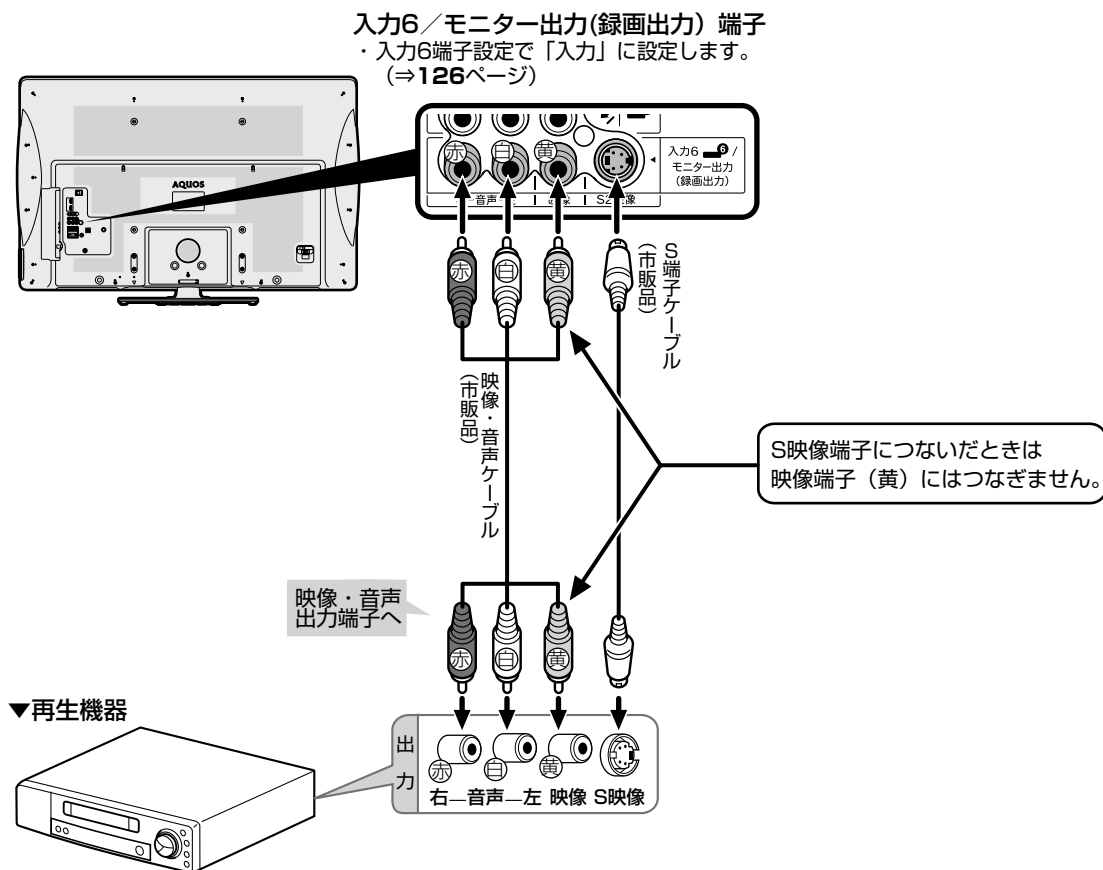 入力6／モニター出力(録画出力）端子
・入力6端子設定で「入力」に設定します。
（⇒126ページ）
AQUOS
赤 白 黄
入力6 6 /
モニター出力
（録画出力）
音声 S2映像
赤 白 黄
S端子ケーブル
（市販品）
映像・音声ケーブル
（市販品）
S映像端子につないだときは
映像端子（黄）にはつなぎません。
映像・音声
出力端子へ
赤 白 黄
▼再生機器
出力
赤 白 黄
右―音声―左 映像 S映像